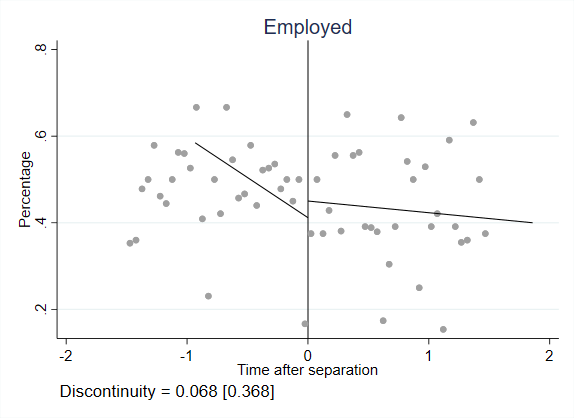 Employed
Percentage
.8
.6
.4
.2
-2 -1 0 1 2
Time after separation
Discontinuity = 0.068 [0.368]